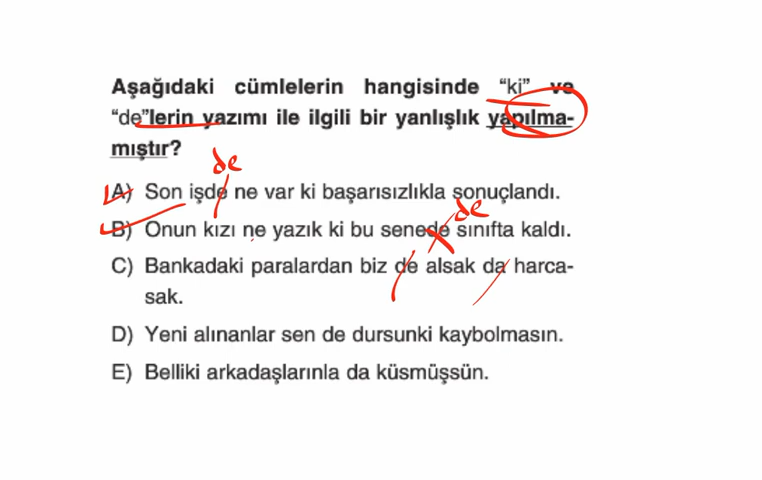 Aşağıdaki cümlelerin hangisinde "ki" ve
"de"lerin yazımı ile ilgili bir yanlışlık yapılma-
mıştır?
de
A) Son işde ne var ki başarısızlıkla sonuçlandı.
de
B) Onun kızı ne yazık ki bu senede sınıfta kaldı.
C) Bankadaki paralardan biz de alsak da harca-
sak.
D) Yeni alınanlar sen de dursunki kaybolmasın.
E) Belliki arkadaşlarınla da küsmüşsün.